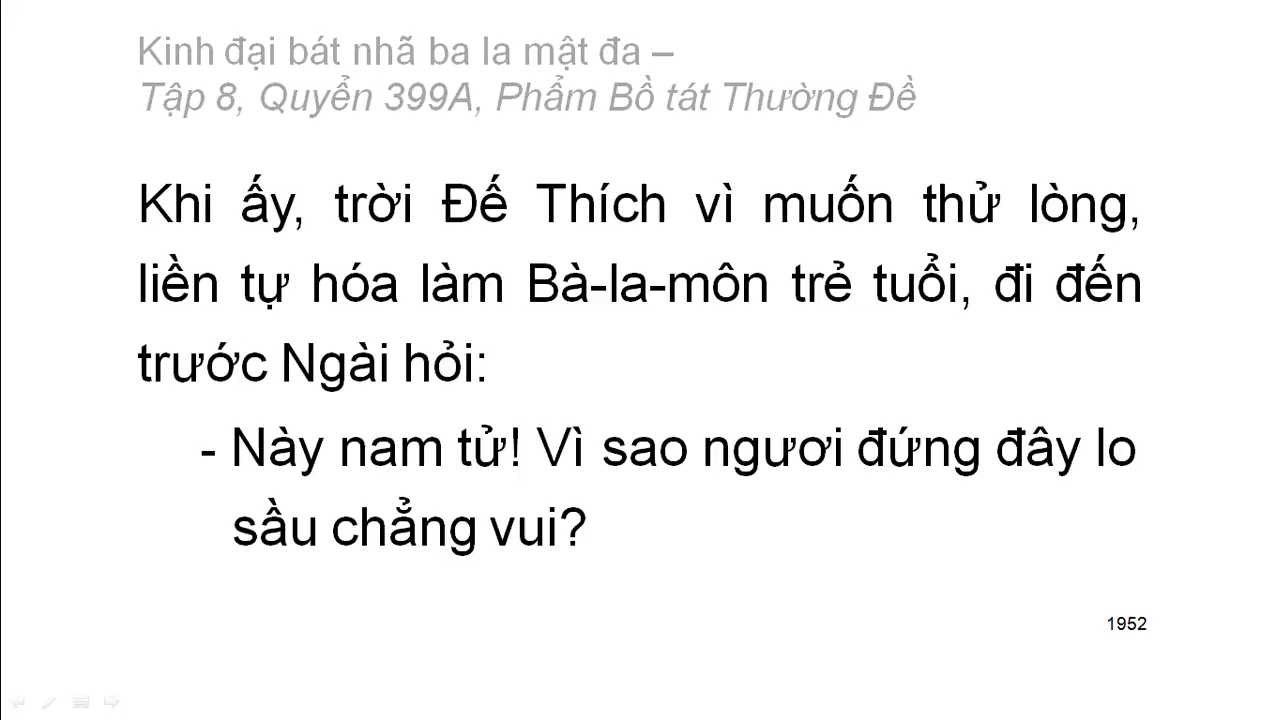 Kinh đại bát nhã ba la mật đa –
Tập 8, Quyển 399A, Phẩm Bồ tát Thường Đề
Khi ấy, trời Đế Thích vì muốn thử lòng,
liền tự hóa làm Bà-la-môn trẻ tuổi, đi đến
trước Ngài hỏi:
- Này nam tử! Vì sao ngươi đứng đây lo
sầu chẳng vui?
1952